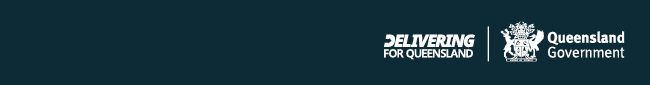 DELIVERING
FOR QUEENSLAND
Queensland
Government